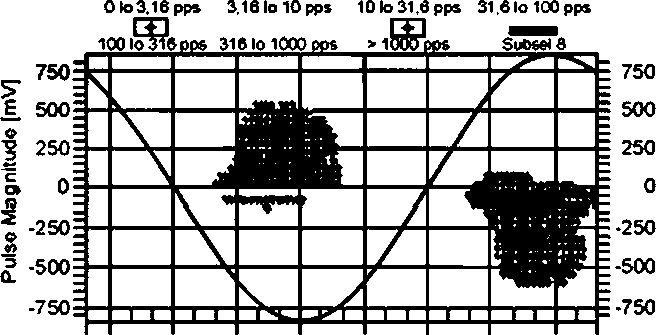 0 lo 3,16 pps 3,16 lo 10 pps 10 lo 31,6 pps 31,6 lo 100 pps
100 lo 316 pps 316 lo 1000 pps > 1000 pps Subsel 8
Pulse Magnitude [mV]
750 750
500 500
250 250
0 0
-250 -250
-500 -500
-750 -750